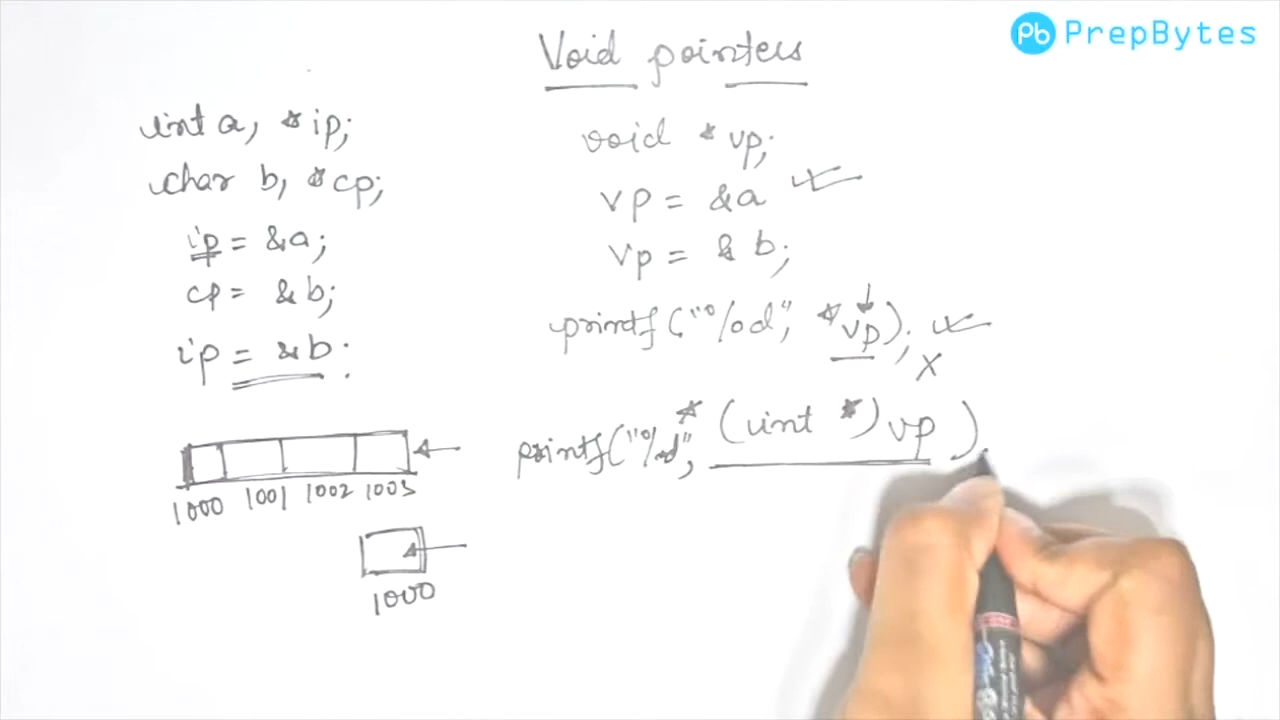 Pb PrepBytes
Void pointers
int a, *ip;
char b, *cp;
ip = &a;
cp = &b;
ip = &b;
1000 1001 1002 1003
1000
void *vp;
vp = &a
vp = &b;
printf("%d", *vp);
X
printf("%d", *(int *)vp)